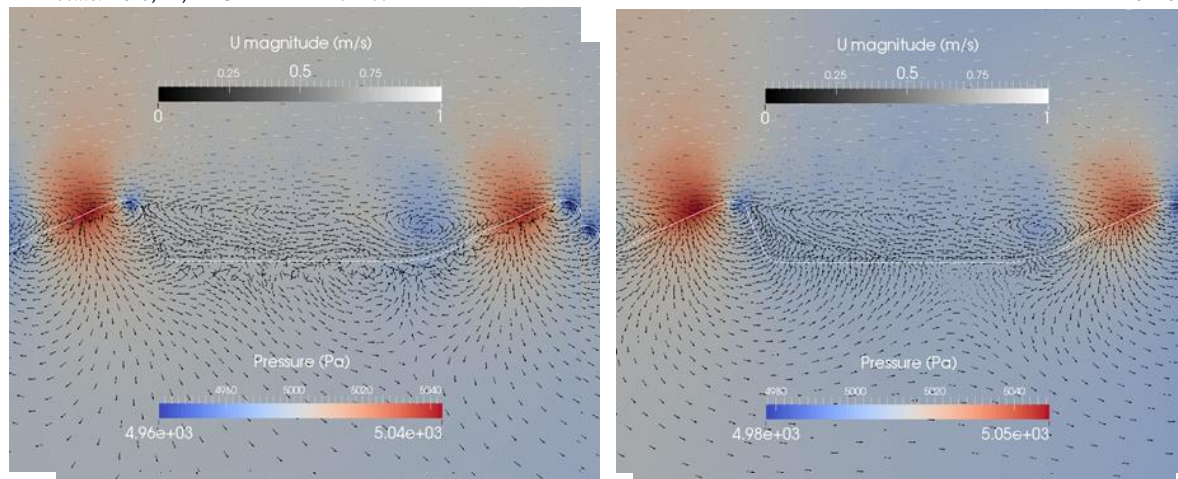 U magnitude (m/s)
0.25 0.5 0.75
0 1
Pressure (Pa)
4980 5000 5020 5040
4.96e+03 5.04e+03
U magnitude (m/s)
0.25 0.5 0.75
0 1
Pressure (Pa)
4980 5000 5020 5040
4.98e+03 5.05e+03